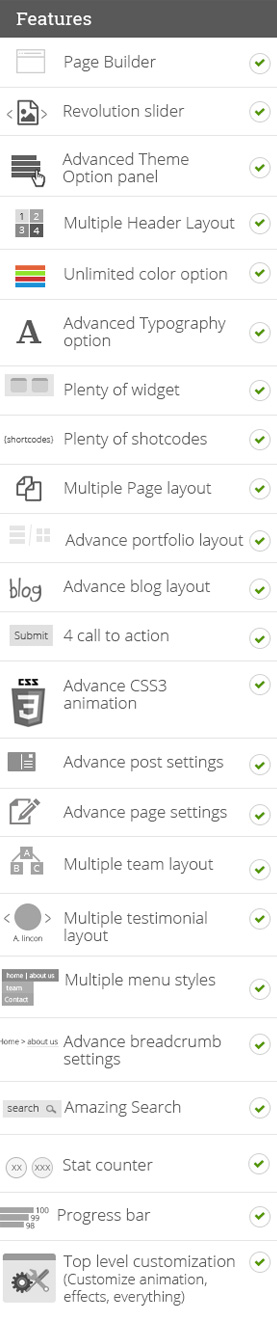 Features
Page Builder
< > Revolution slider
Advanced Theme
Option panel
1 2
3 4
Multiple Header Layout
Unlimited color option
A
Advanced Typography
option
Plenty of widget
{shortcodes} Plenty of shotcodes
Multiple Page layout
Advance portfolio layout
blog Advance blog layout
Submit 4 call to action
CSS
3
Advance CSS3
animation
Advance post settings
Advance page settings
A
B C
Multiple team layout
< >
A. lincon
Multiple testimonial
layout
home | about us
team
Contact
Multiple menu styles
Home > about us
Advance breadcrumb
settings
search Amazing Search
xx xxx Stat counter
100
99
98
Progress bar
Top level customization
(Customize animation,
effects, everything)